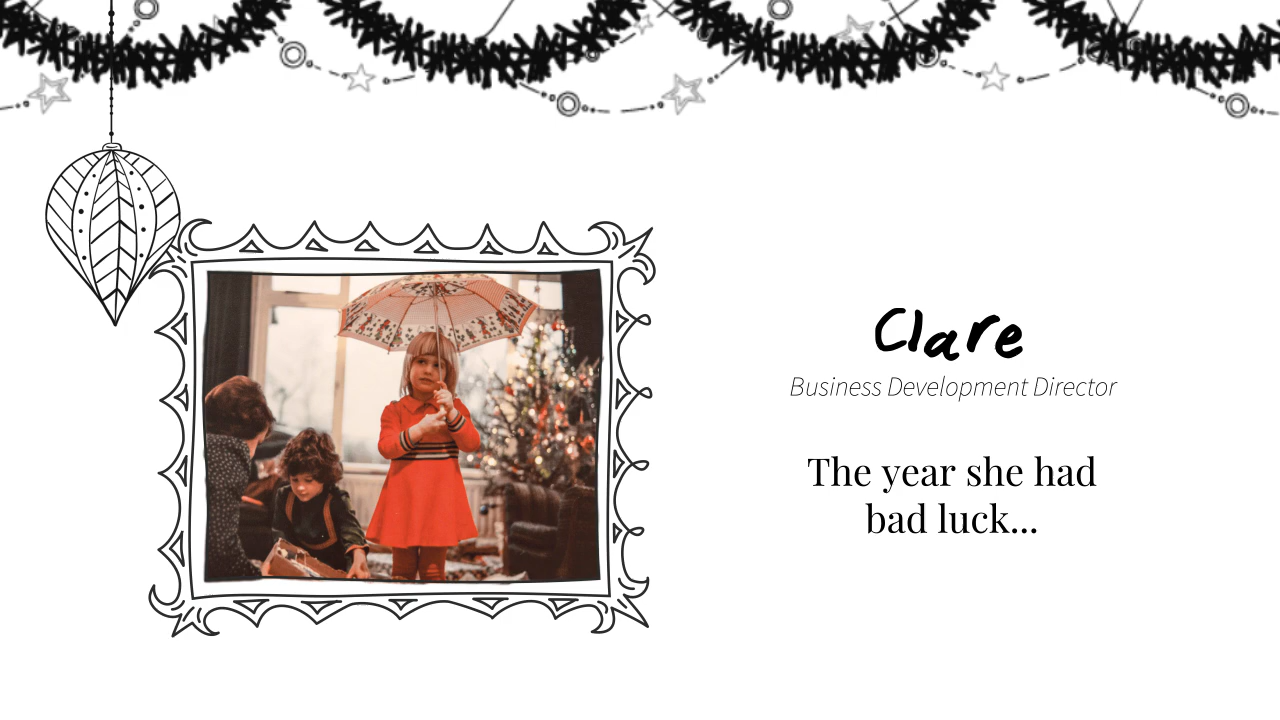 Clare
Business Development Director
The year she had
bad luck...